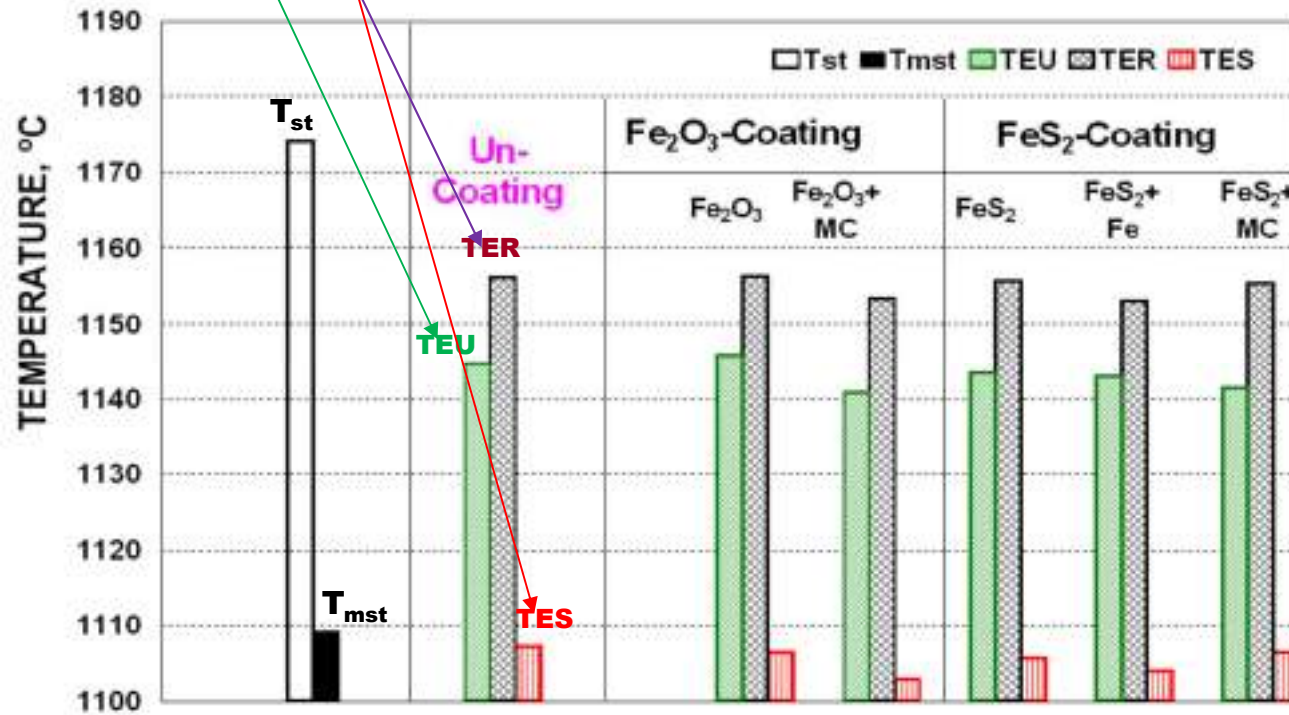 1190
1180
1170
1160
1150
1140
1130
1120
1110
1100
TEMPERATURE, °C
Tst Tmst TEU TER TES
Tst
Tmst
Un-
Coating
TER
TEU
TES
Fe2O3-Coating
Fe2O3
Fe2O3+
MC
FeS2-Coating
FeS2
FeS2+
Fe
FeS2+
MC